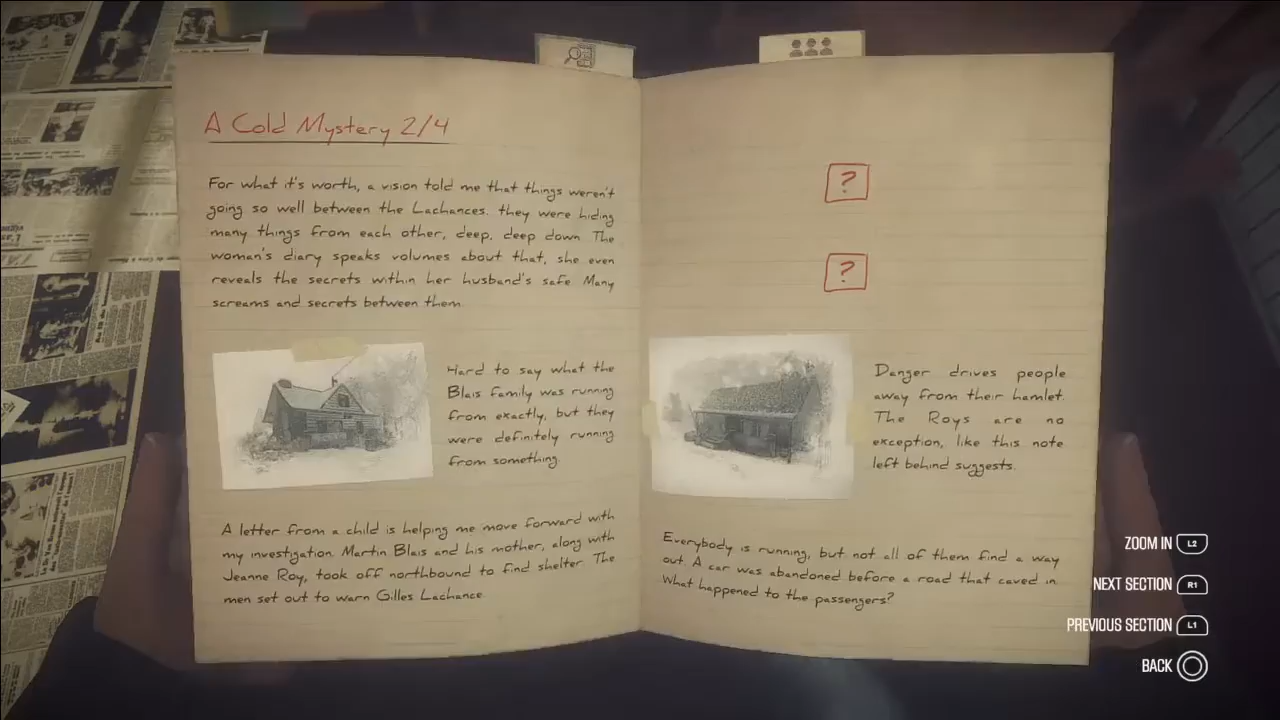 A Cold Mystery 2/4
For what it's worth, a vision told me that things weren't
going so well between the Lachances. they were hiding
many things from each other, deep, deep down The
woman's diary speaks volumes about that, she even
reveals the secrets within her husband's safe Many
screams and secrets between them
Hard to say what the
Blais family was running
from exactly, but they
were definitely running
from something.
A letter from a child is helping me move forward with
my investigation Martin Blais and his mother, along with
Jeanne Roy, took off northbound to find shelter The
men set out to warn Gilles Lachance
?
?
Danger drives people
away from their hamlet.
The Roys are no
exception, like this note
left behind suggests.
Everybody is running, but not all of them find a way
out. A car was abandoned before a road that caved in.
What happened to the passengers?
ZOOM IN L2
NEXT SECTION R1
PREVIOUS SECTION L1
BACK